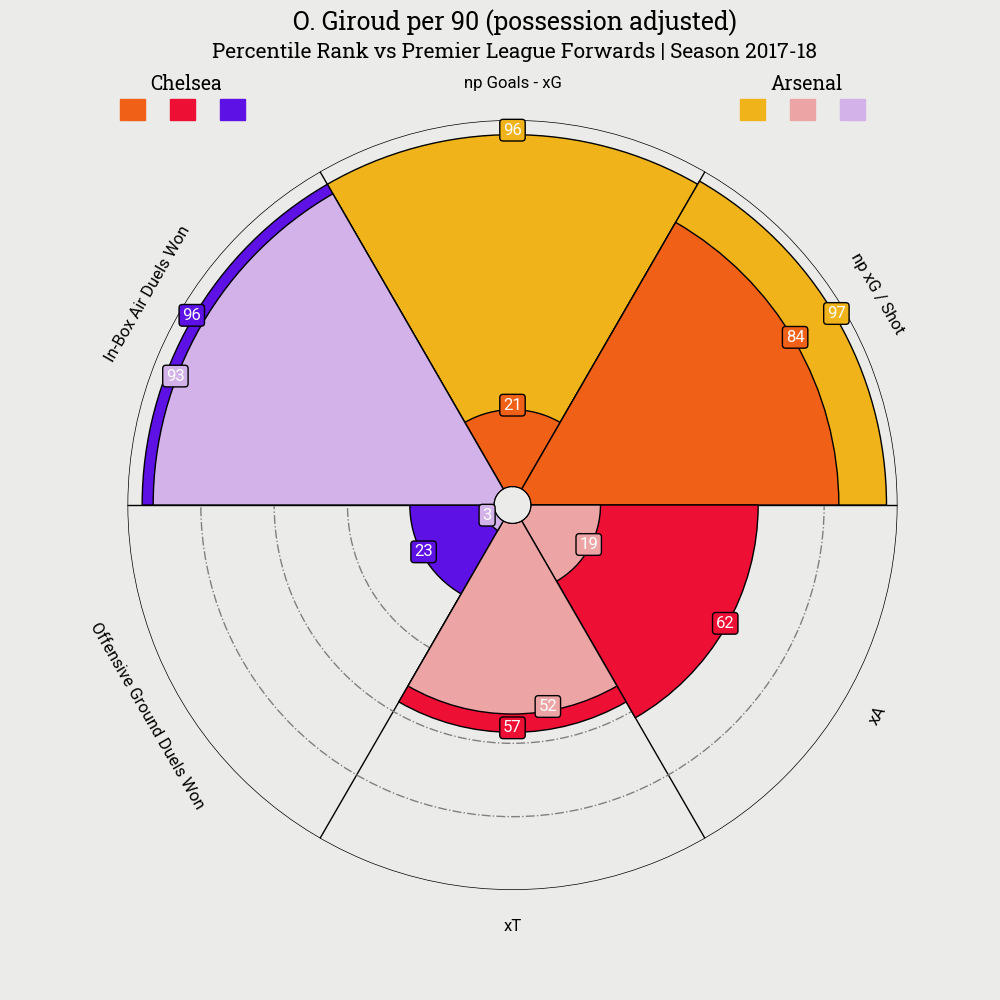 O. Giroud per 90 (possession adjusted)
Percentile Rank vs Premier League Forwards | Season 2017-18
Chelsea
np Goals - xG
Arsenal
96
In-Box Air Duels Won
np xG / Shot
96
97
84
93
21
3
19
23
62
52
57
Offensive Ground Duels Won
xA
xT